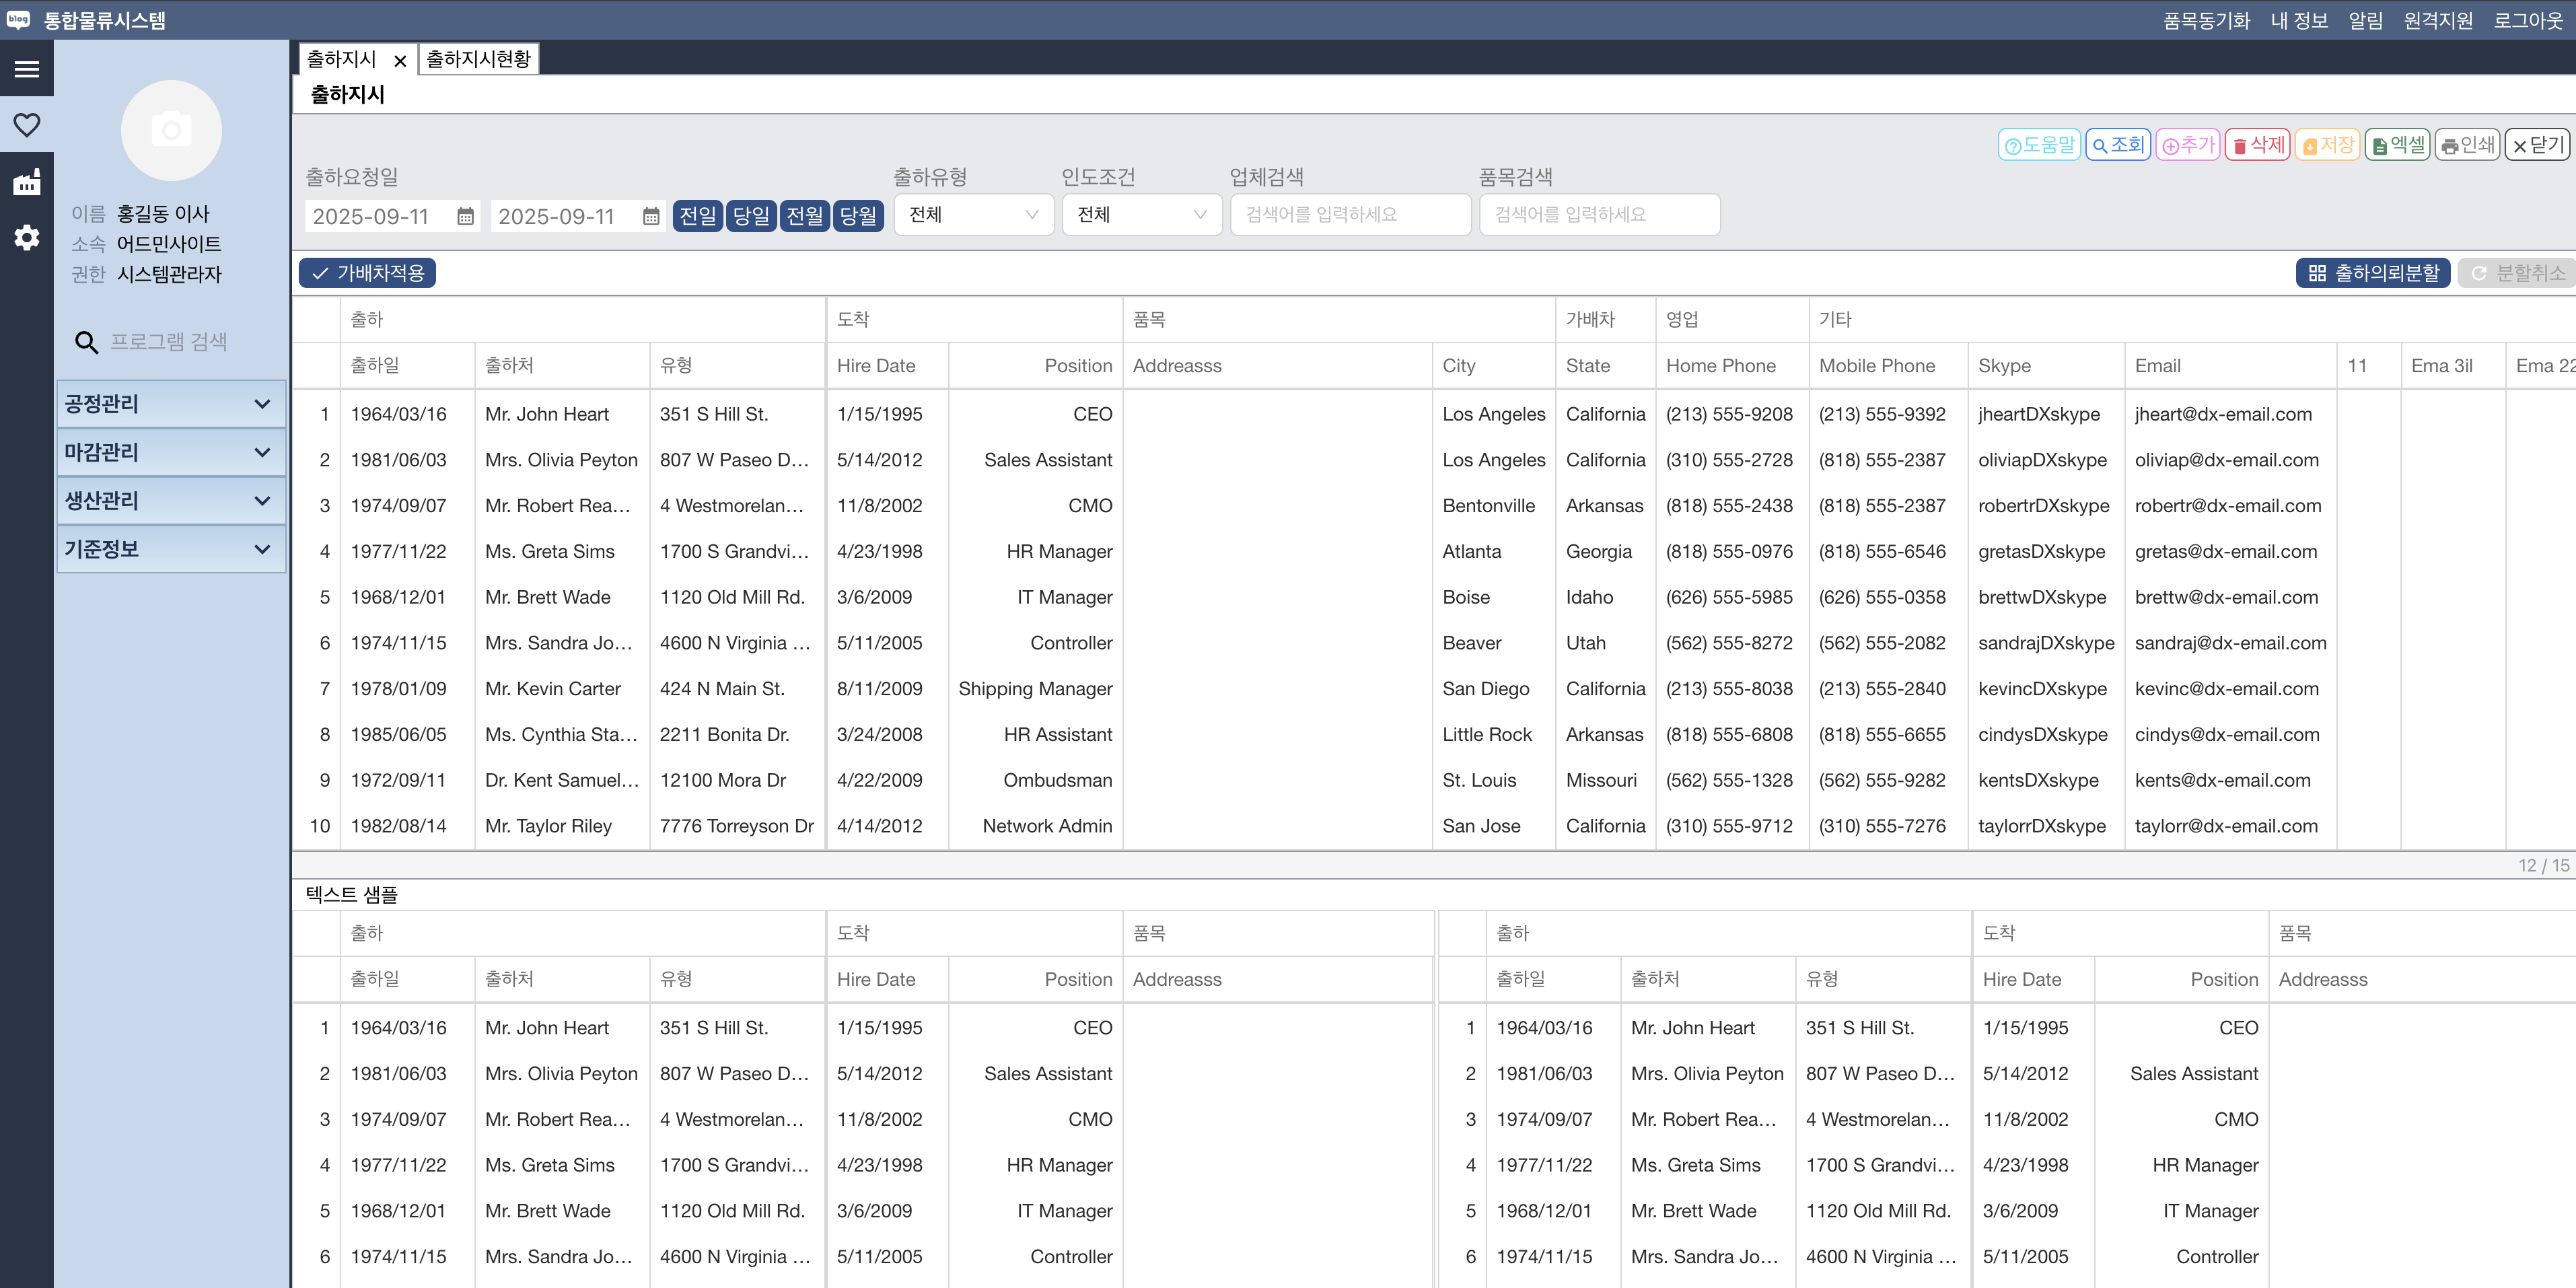 blog 통합물류시스템 품목동기화 내 정보 알림 원격지원 로그아웃
출하지시 출하지시현황
출하지시
이름 홍길동 이사
소속 어드민사이트
권한 시스템관라자
프로그램 검색
공정관리
마감관리
생산관리
기준정보
도움말 조회 추가 삭제 저장 엑셀 인쇄 닫기
출하요청일 출하유형 인도조건 업체검색 품목검색
2025-09-11 2025-09-11 전일 당일 전월 당월 전체 전체 검색어를 입력하세요 검색어를 입력하세요
가배차적용 출하의뢰분할 분할취소
출하 도착 품목 가배차 영업 기타
출하일 출하처 유형 Hire Date Position Addreasss City State Home Phone Mobile Phone Skype Email 11 Ema 3il Ema 22
1 1964/03/16 Mr. John Heart 351 S Hill St. 1/15/1995 CEO Los Angeles California (213) 555-9208 (213) 555-9392 jheartDXskype jheart@dx-email.com
2 1981/06/03 Mrs. Olivia Peyton 807 W Paseo D... 5/14/2012 Sales Assistant Los Angeles California (310) 555-2728 (818) 555-2387 oliviapDXskype oliviap@dx-email.com
3 1974/09/07 Mr. Robert Rea... 4 Westmorelan... 11/8/2002 CMO Bentonville Arkansas (818) 555-2438 (818) 555-2387 robertrDXskype robertr@dx-email.com
4 1977/11/22 Ms. Greta Sims 1700 S Grandvi... 4/23/1998 HR Manager Atlanta Georgia (818) 555-0976 (818) 555-6546 gretasDXskype gretas@dx-email.com
5 1968/12/01 Mr. Brett Wade 1120 Old Mill Rd. 3/6/2009 IT Manager Boise Idaho (626) 555-5985 (626) 555-0358 brettwDXskype brettw@dx-email.com
6 1974/11/15 Mrs. Sandra Jo... 4600 N Virginia ... 5/11/2005 Controller Beaver Utah (562) 555-8272 (562) 555-2082 sandrajDXskype sandraj@dx-email.com
7 1978/01/09 Mr. Kevin Carter 424 N Main St. 8/11/2009 Shipping Manager San Diego California (213) 555-8038 (213) 555-2840 kevincDXskype kevinc@dx-email.com
8 1985/06/05 Ms. Cynthia Sta... 2211 Bonita Dr. 3/24/2008 HR Assistant Little Rock Arkansas (818) 555-6808 (818) 555-6655 cindysDXskype cindys@dx-email.com
9 1972/09/11 Dr. Kent Samuel... 12100 Mora Dr 4/22/2009 Ombudsman St. Louis Missouri (562) 555-1328 (562) 555-9282 kentsDXskype kents@dx-email.com
10 1982/08/14 Mr. Taylor Riley 7776 Torreyson Dr 4/14/2012 Network Admin San Jose California (310) 555-9712 (310) 555-7276 taylorrDXskype taylorr@dx-email.com
12 / 15
텍스트 샘플
출하 도착 품목 출하 도착 품목
출하일 출하처 유형 Hire Date Position Addreasss 출하일 출하처 유형 Hire Date Position Addreasss
1 1964/03/16 Mr. John Heart 351 S Hill St. 1/15/1995 CEO 1 1964/03/16 Mr. John Heart 351 S Hill St. 1/15/1995 CEO
2 1981/06/03 Mrs. Olivia Peyton 807 W Paseo D... 5/14/2012 Sales Assistant 2 1981/06/03 Mrs. Olivia Peyton 807 W Paseo D... 5/14/2012 Sales Assistant
3 1974/09/07 Mr. Robert Rea... 4 Westmorelan... 11/8/2002 CMO 3 1974/09/07 Mr. Robert Rea... 4 Westmorelan... 11/8/2002 CMO
4 1977/11/22 Ms. Greta Sims 1700 S Grandvi... 4/23/1998 HR Manager 4 1977/11/22 Ms. Greta Sims 1700 S Grandvi... 4/23/1998 HR Manager
5 1968/12/01 Mr. Brett Wade 1120 Old Mill Rd. 3/6/2009 IT Manager 5 1968/12/01 Mr. Brett Wade 1120 Old Mill Rd. 3/6/2009 IT Manager
6 1974/11/15 Mrs. Sandra Jo... 4600 N Virginia ... 5/11/2005 Controller 6 1974/11/15 Mrs. Sandra Jo... 4600 N Virginia ... 5/11/2005 Controller